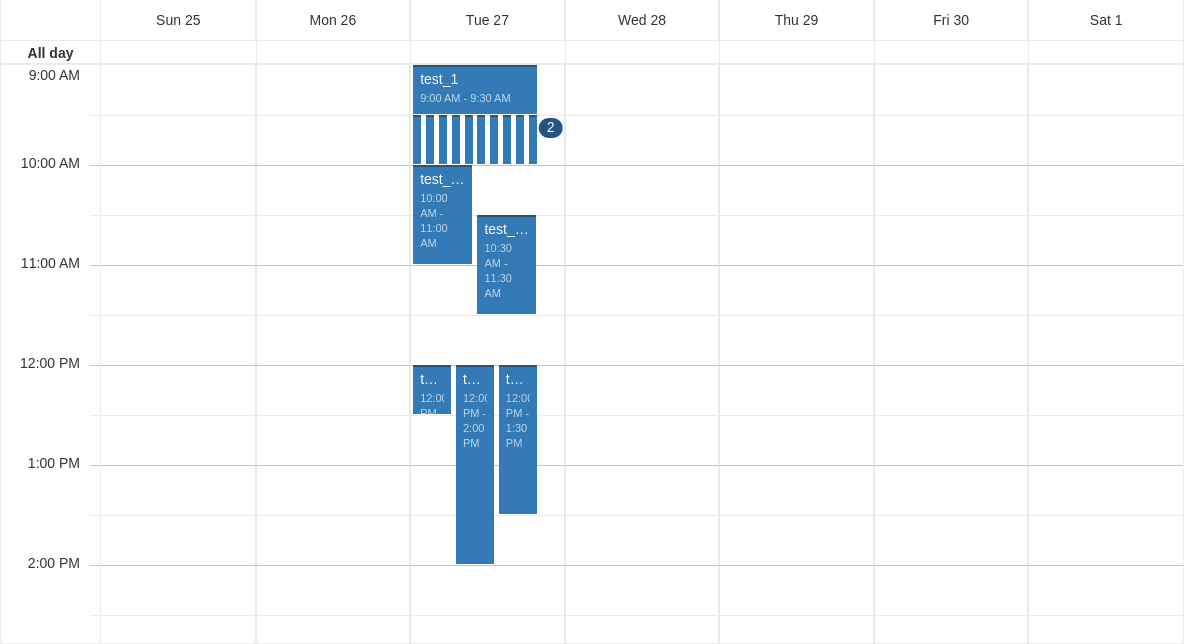 Sun 25
Mon 26
Tue 27
Wed 28
Thu 29
Fri 30
Sat 1
All day
9:00 AM
test_1
9:00 AM - 9:30 AM
2
10:00 AM
test_…
10:00
AM -
11:00
AM
test_…
10:30
AM -
11:30
AM
11:00 AM
12:00 PM
t…
12:00
PM
t…
12:00
PM -
2:00
PM
t…
12:00
PM -
1:30
PM
1:00 PM
2:00 PM